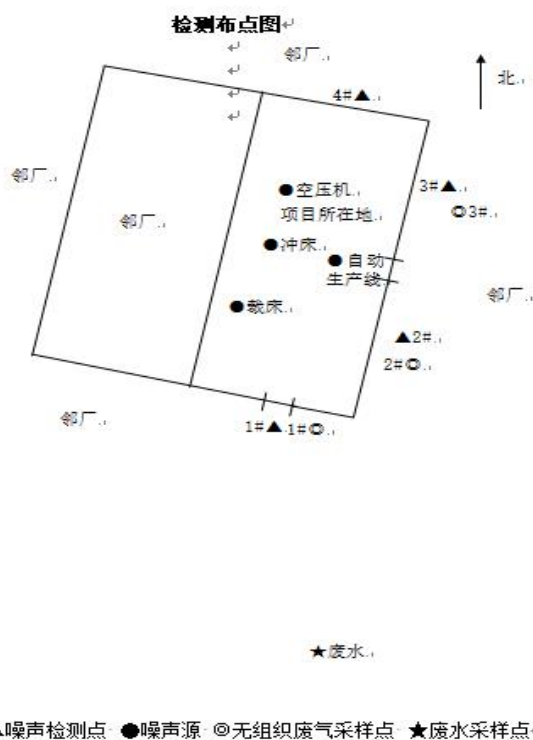 检测布点图
邻厂
北
4#▲
邻厂
3#▲
●空压机
◎3#
项目所在地
邻厂
●冲床
●自动
生产线
邻厂
●裁床
▲2#
2#◎
邻厂
1#▲ 1#◎
★废水
▲噪声检测点 ●噪声源 ◎无组织废气采样点 ★废水采样点